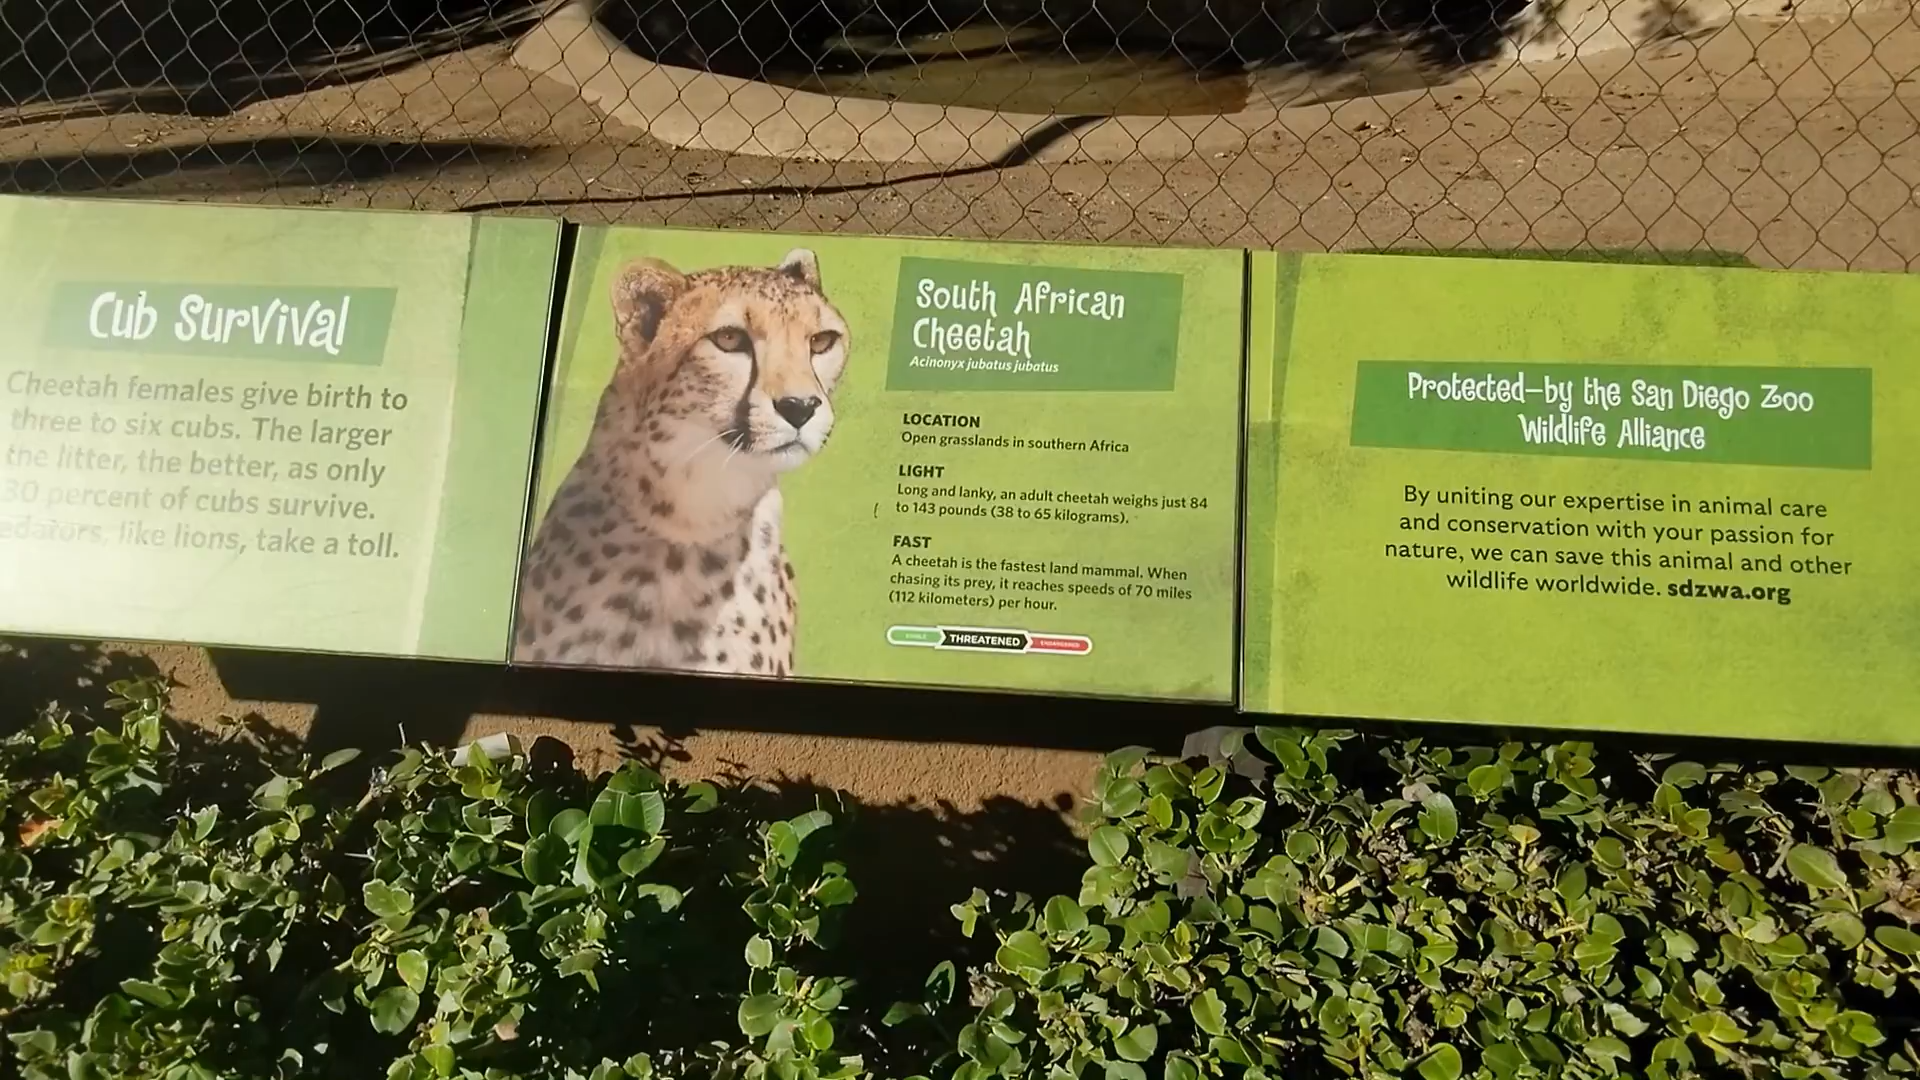 Cub Survival
Cheetah females give birth to
three to six cubs. The larger
the litter, the better, as only
30 percent of cubs survive.
like lions, take a toll.
South African
Cheetah
Acinonyx jubatus jubatus
LOCATION
Open grasslands in southern Africa
LIGHT
Long and lanky, an adult cheetah weighs just 84
to 143 pounds (38 to 65 kilograms).
FAST
A cheetah is the fastest land mammal. When
chasing its prey, it reaches speeds of 70 miles
(112 kilometers) per hour.
STABLE THREATENED ENDANGERED
Protected—by the San Diego Zoo
Wildlife Alliance
By uniting our expertise in animal care
and conservation with your passion for
nature, we can save this animal and other
wildlife worldwide. sdzwa.org